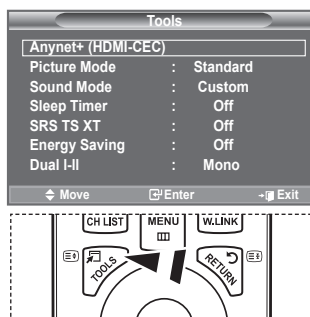 Tools
Anynet+ (HDMI-CEC)
Picture Mode : Standard
Sound Mode : Custom
Sleep Timer : Off
SRS TS XT : Off
Energy Saving : Off
Dual I-II : Mono
Move Enter Exit
CH LIST MENU W.LINK
TOOLS RETURN